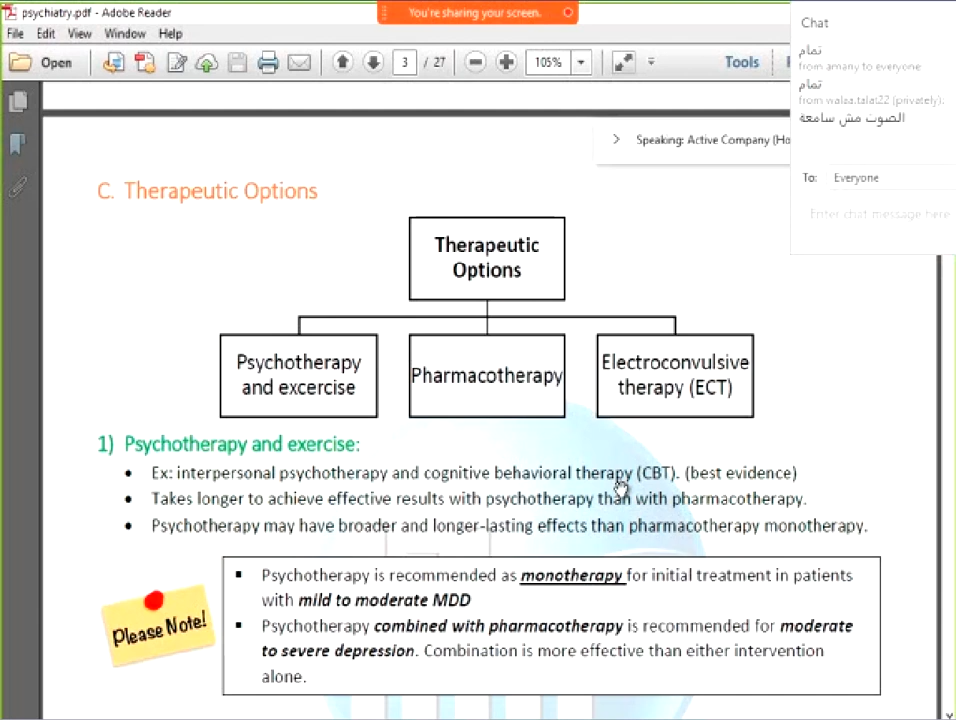 psychiatry.pdf - Adobe Reader
You're sharing your screen.
File Edit View Window Help
Open
3 / 27
105%
Tools
Chat
تمام
from amany to everyone
تمام
from walaa.talat22 (privately):
الصوت مش سامعة
Speaking: Active Company (Ho
To: Everyone
Enter chat message here
C. Therapeutic Options
Therapeutic
Options
Psychotherapy
and excercise
Pharmacotherapy
Electroconvulsive
therapy (ECT)
1) Psychotherapy and exercise:
• Ex: interpersonal psychotherapy and cognitive behavioral therapy (CBT). (best evidence)
• Takes longer to achieve effective results with psychotherapy than with pharmacotherapy.
• Psychotherapy may have broader and longer-lasting effects than pharmacotherapy monotherapy.
Please Note!
▪ Psychotherapy is recommended as monotherapy for initial treatment in patients
with mild to moderate MDD
▪ Psychotherapy combined with pharmacotherapy is recommended for moderate
to severe depression. Combination is more effective than either intervention
alone.